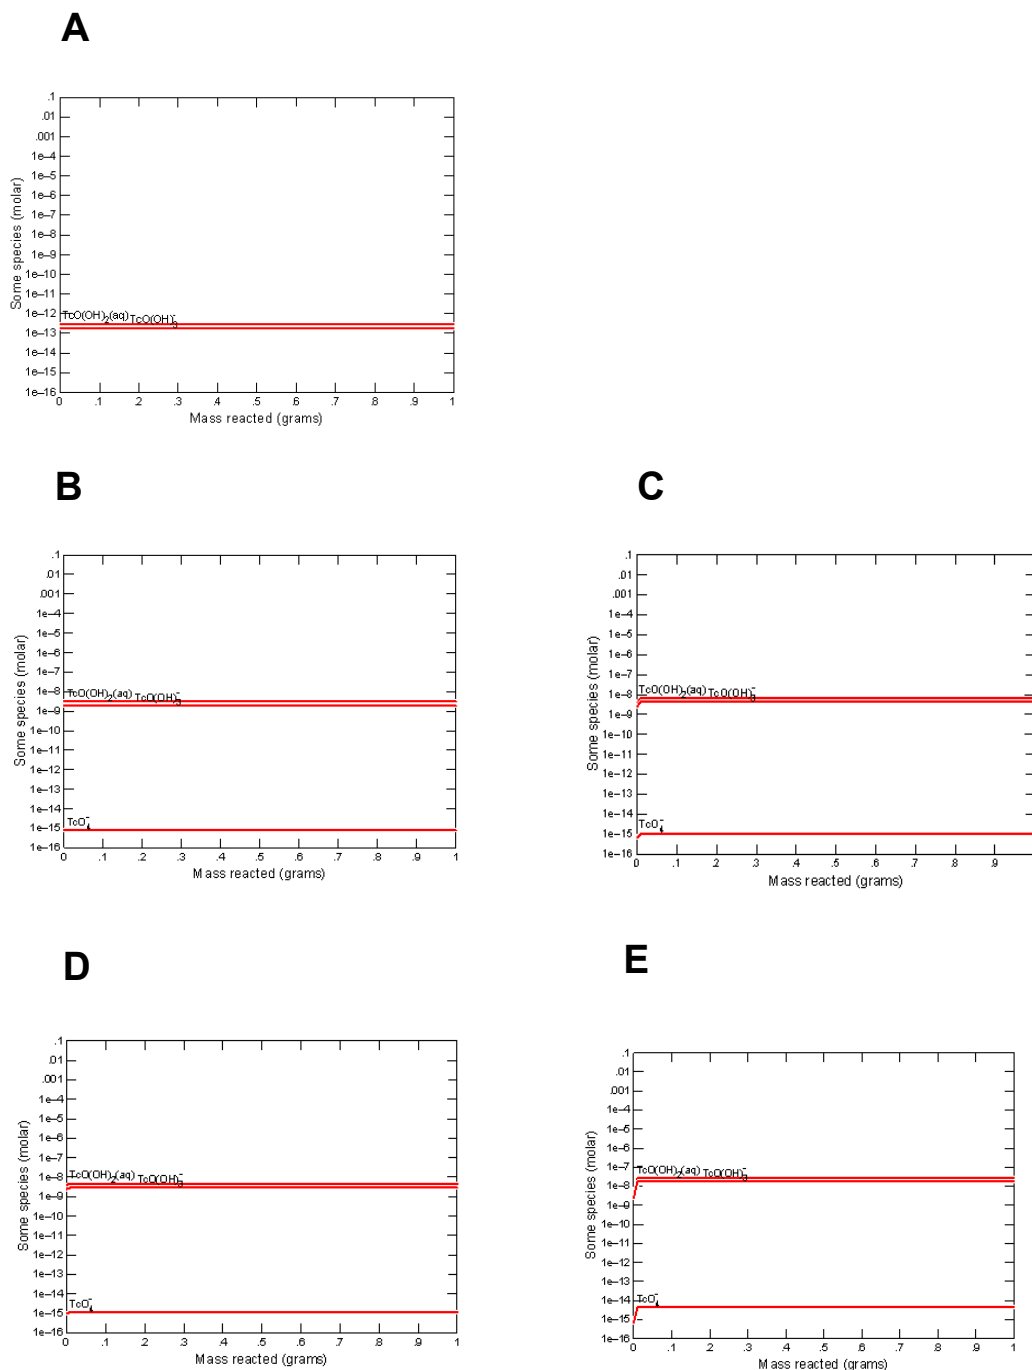 A
.1
.01
.001
1e–4
1e–5
1e–6
1e–7
1e–8
1e–9
1e–10
1e–11
1e–12
1e–13
1e–14
1e–15
1e–16
Some species (molar)
TcO(OH)2(aq) TcO(OH)3-
0 .1 .2 .3 .4 .5 .6 .7 .8 .9 1
Mass reacted (grams)
B
.1
.01
.001
1e–4
1e–5
1e–6
1e–7
1e–8
1e–9
1e–10
1e–11
1e–12
1e–13
1e–14
1e–15
1e–16
Some species (molar)
TcO(OH)2(aq) TcO(OH)3-
TcO4-
0 .1 .2 .3 .4 .5 .6 .7 .8 .9 1
Mass reacted (grams)
C
.1
.01
.001
1e–4
1e–5
1e–6
1e–7
1e–8
1e–9
1e–10
1e–11
1e–12
1e–13
1e–14
1e–15
1e–16
Some species (molar)
TcO(OH)2(aq) TcO(OH)3-
TcO4-
0 .1 .2 .3 .4 .5 .6 .7 .8 .9
Mass reacted (grams)
D
.1
.01
.001
1e–4
1e–5
1e–6
1e–7
1e–8
1e–9
1e–10
1e–11
1e–12
1e–13
1e–14
1e–15
1e–16
Some species (molar)
TcO(OH)2(aq) TcO(OH)3-
TcO4-
0 .1 .2 .3 .4 .5 .6 .7 .8 .9 1
Mass reacted (grams)
E
.1
.01
.001
1e–4
1e–5
1e–6
1e–7
1e–8
1e–9
1e–10
1e–11
1e–12
1e–13
1e–14
1e–15
1e–16
Some species (molar)
TcO(OH)2(aq) TcO(OH)3-
TcO4-
0 .1 .2 .3 .4 .5 .6 .7 .8 .9 1
Mass reacted (grams)